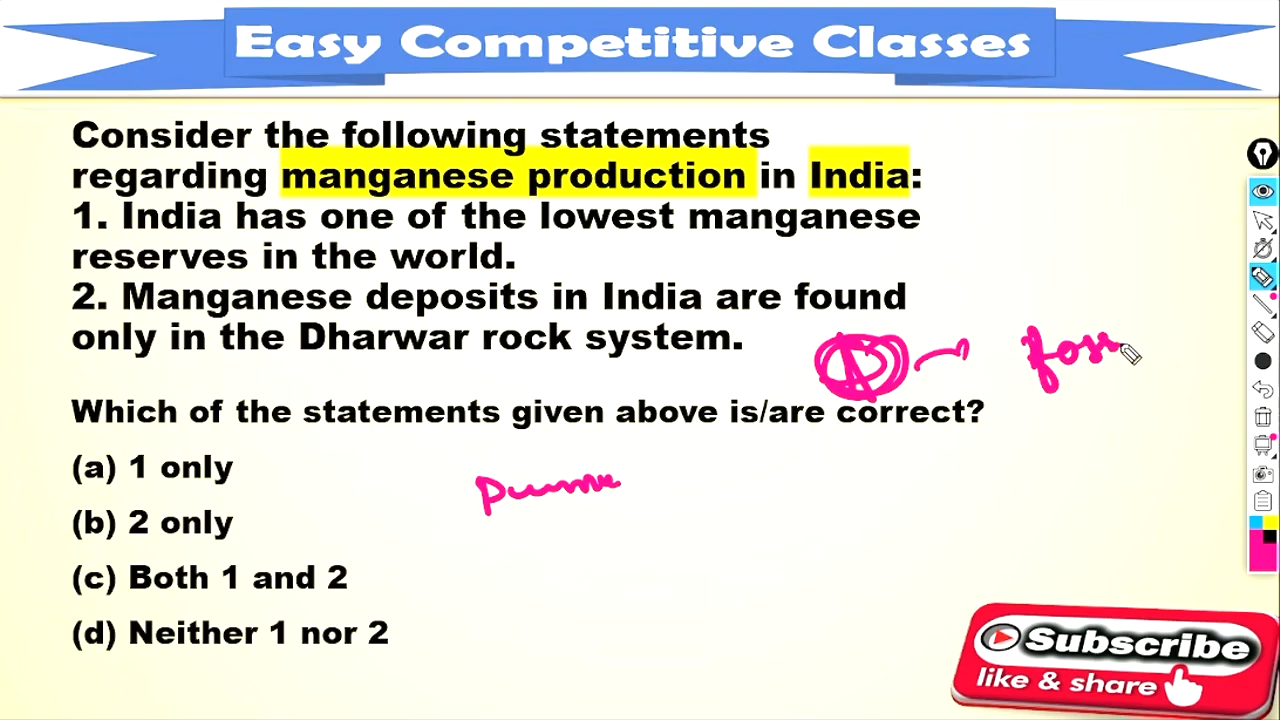 Easy Competitive Classes
Consider the following statements
regarding manganese production in India:
1. India has one of the lowest manganese
reserves in the world.
2. Manganese deposits in India are found
only in the Dharwar rock system.
Which of the statements given above is/are correct?
(a) 1 only
(b) 2 only
(c) Both 1 and 2
(d) Neither 1 nor 2
Subscribe
like & share